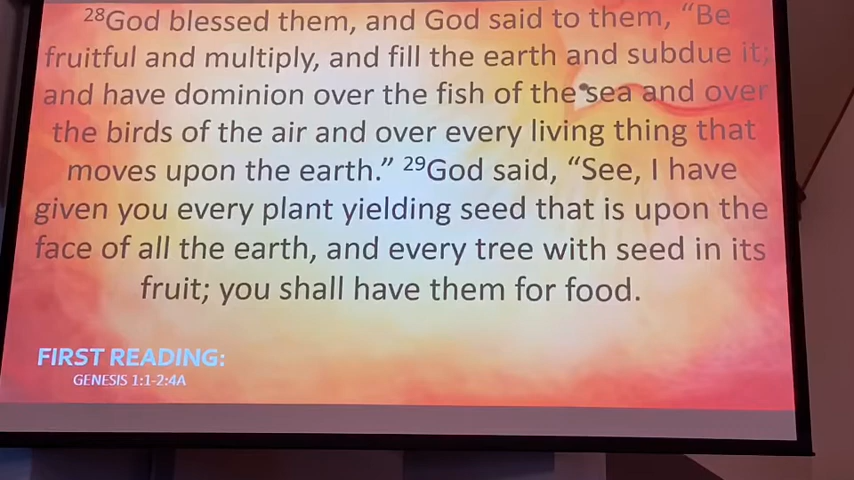 ²⁸God blessed them, and God said to them, “Be
fruitful and multiply, and fill the earth and subdue it;
and have dominion over the fish of the sea and over
the birds of the air and over every living thing that
moves upon the earth.” ²⁹God said, “See, I have
given you every plant yielding seed that is upon the
face of all the earth, and every tree with seed in its
fruit; you shall have them for food.
FIRST READING:
GENESIS 1:1-2:4A